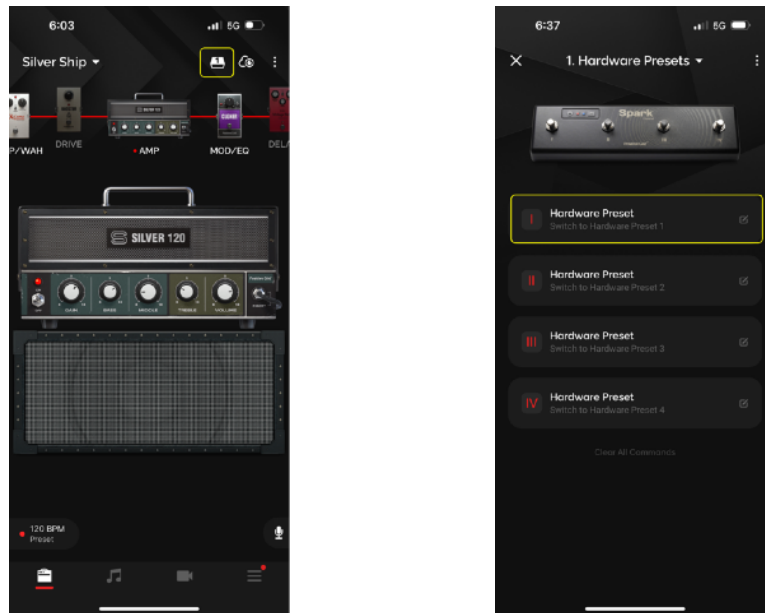 6:03
5G
Silver Ship
P/WAH
DRIVE
AMP
MOD/EQ
DEL
SILVER 120
GAIN
BASS
MIDDLE
TREBLE
VOLUME
120 BPM
Preset
6:37
5G
1. Hardware Presets
Spark
I
Hardware Preset
Switch to Hardware Preset 1
II
Hardware Preset
Switch to Hardware Preset 2
III
Hardware Preset
Switch to Hardware Preset 3
IV
Hardware Preset
Switch to Hardware Preset 4
Clear All Commands